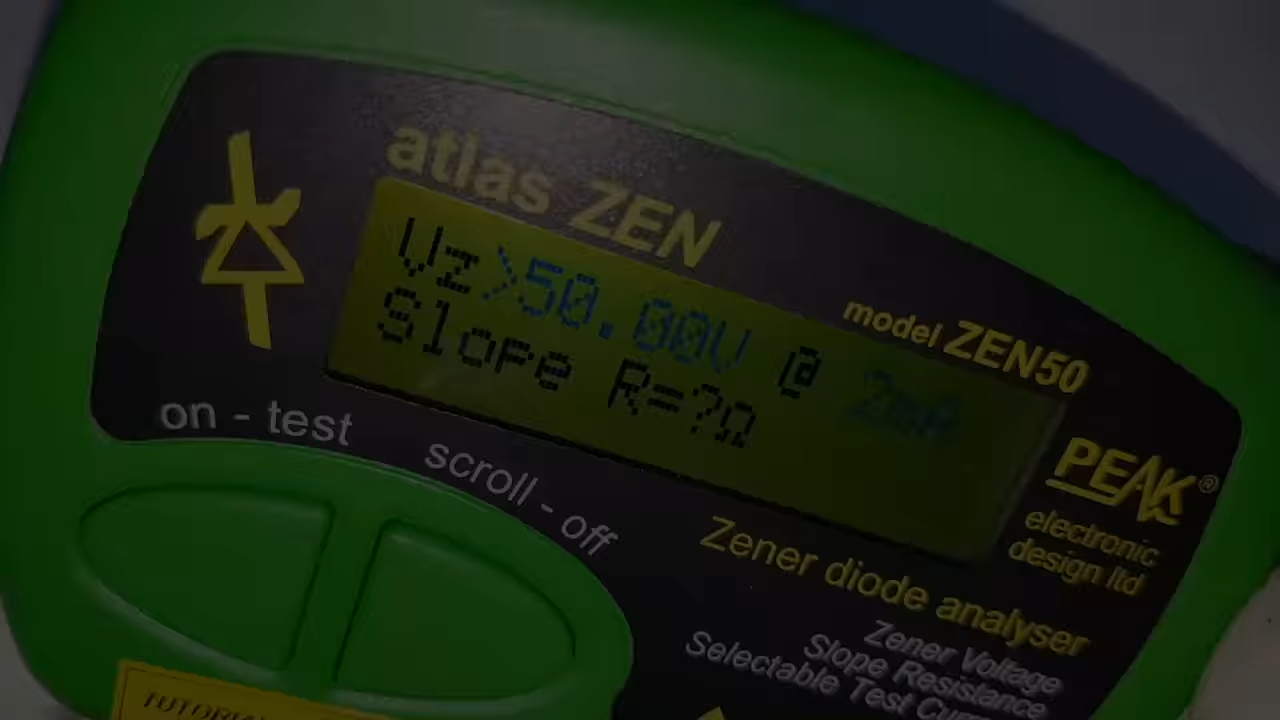 atlas ZEN
Vz>50.00V @ 2mA
Slope R=?Ω
model ZEN50
on - test
scroll - off
PEAK®
electronic
design ltd
Zener diode analyser
Zener Voltage
Slope Resistance
Selectable Test